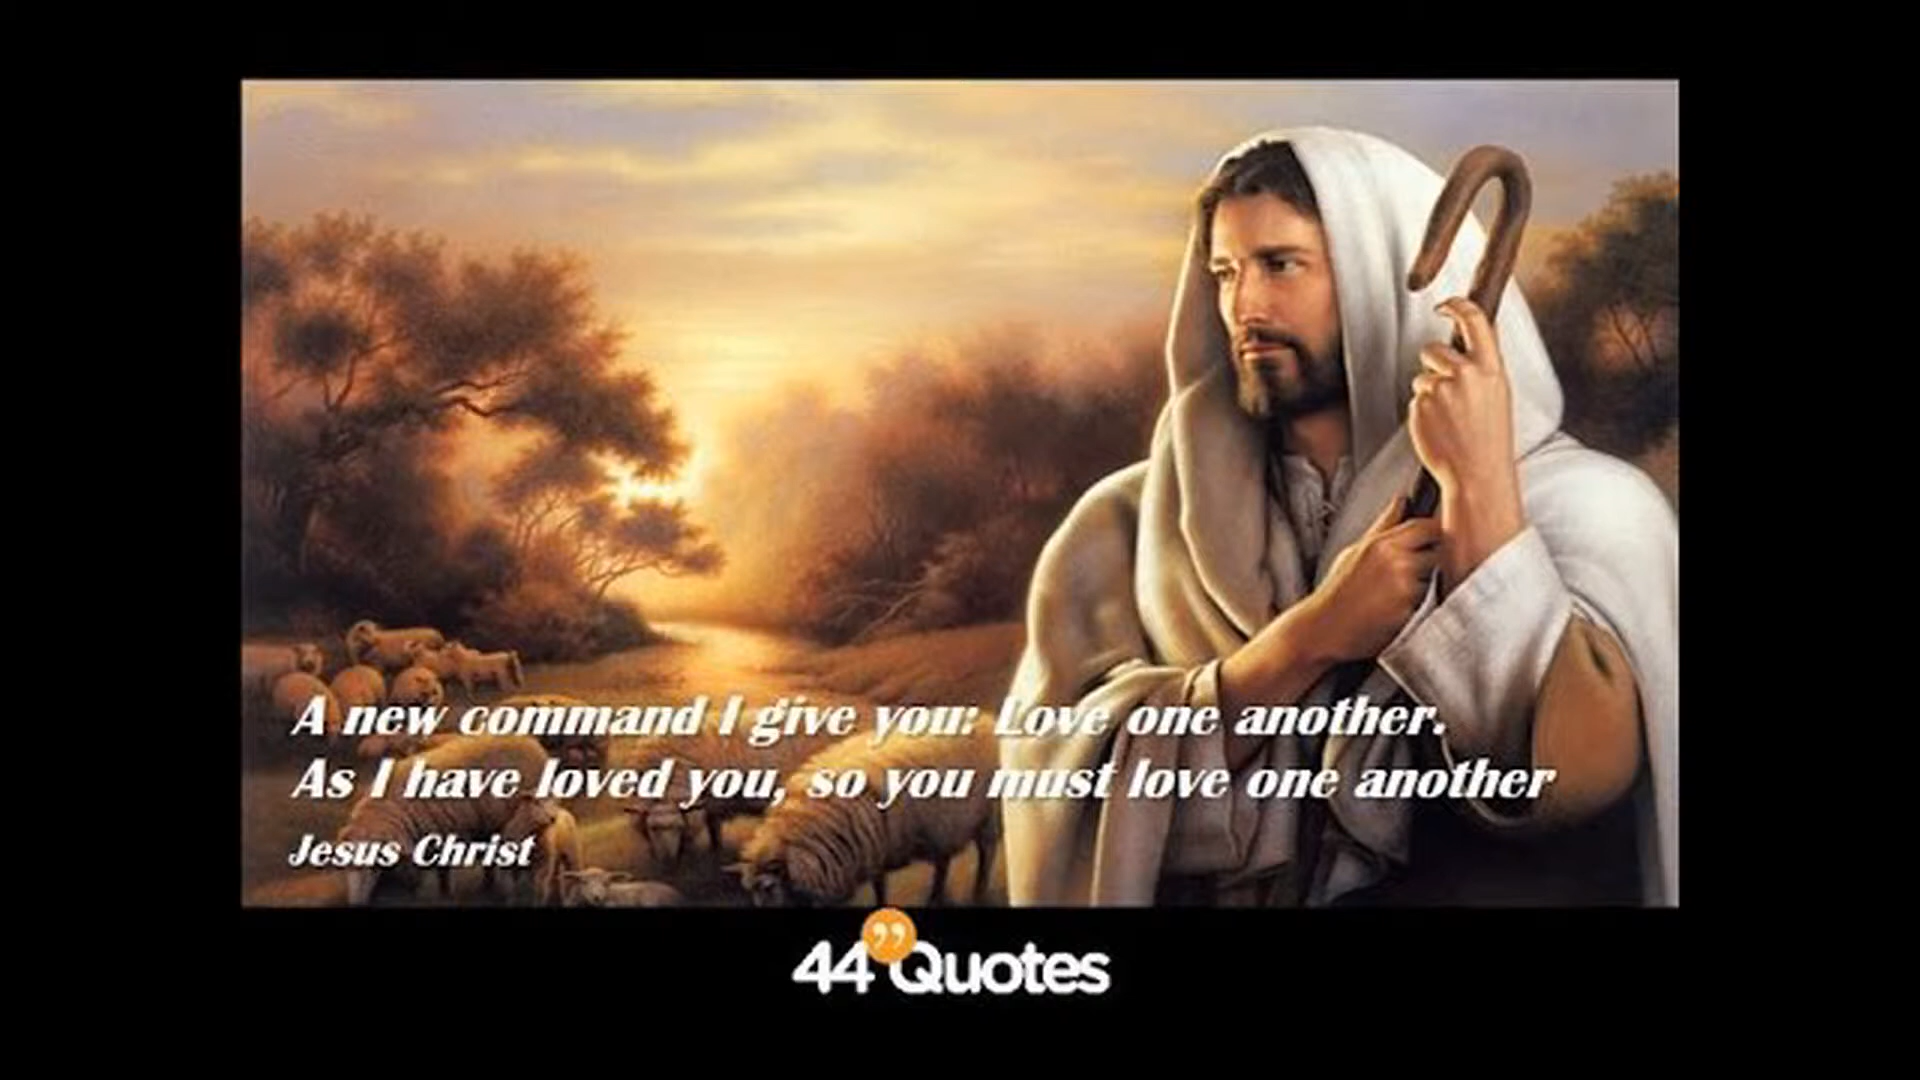 A new command I give you: Love one another.
As I have loved you, so you must love one another
Jesus Christ
44”Quotes